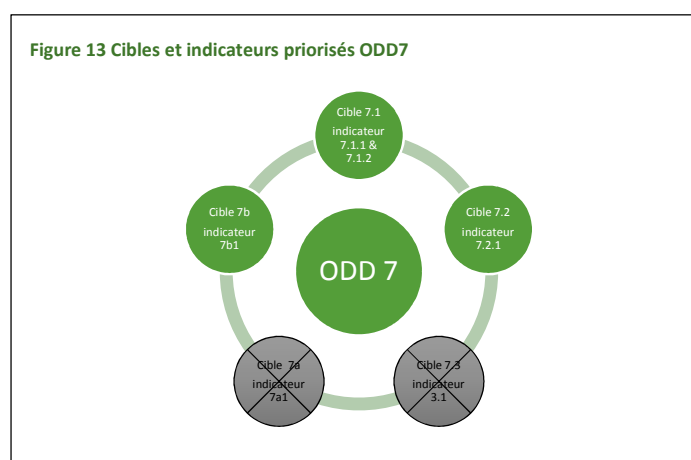 Figure 13 Cibles et indicateurs priorisés ODD7
Cible 7.1
indicateur
7.1.1 &
7.1.2
Cible 7b
indicateur
7b1
Cible 7.2
indicateur
7.2.1
ODD 7
Cible 7a
indicateur
7a1
Cible 7.3
indicateur
3.1